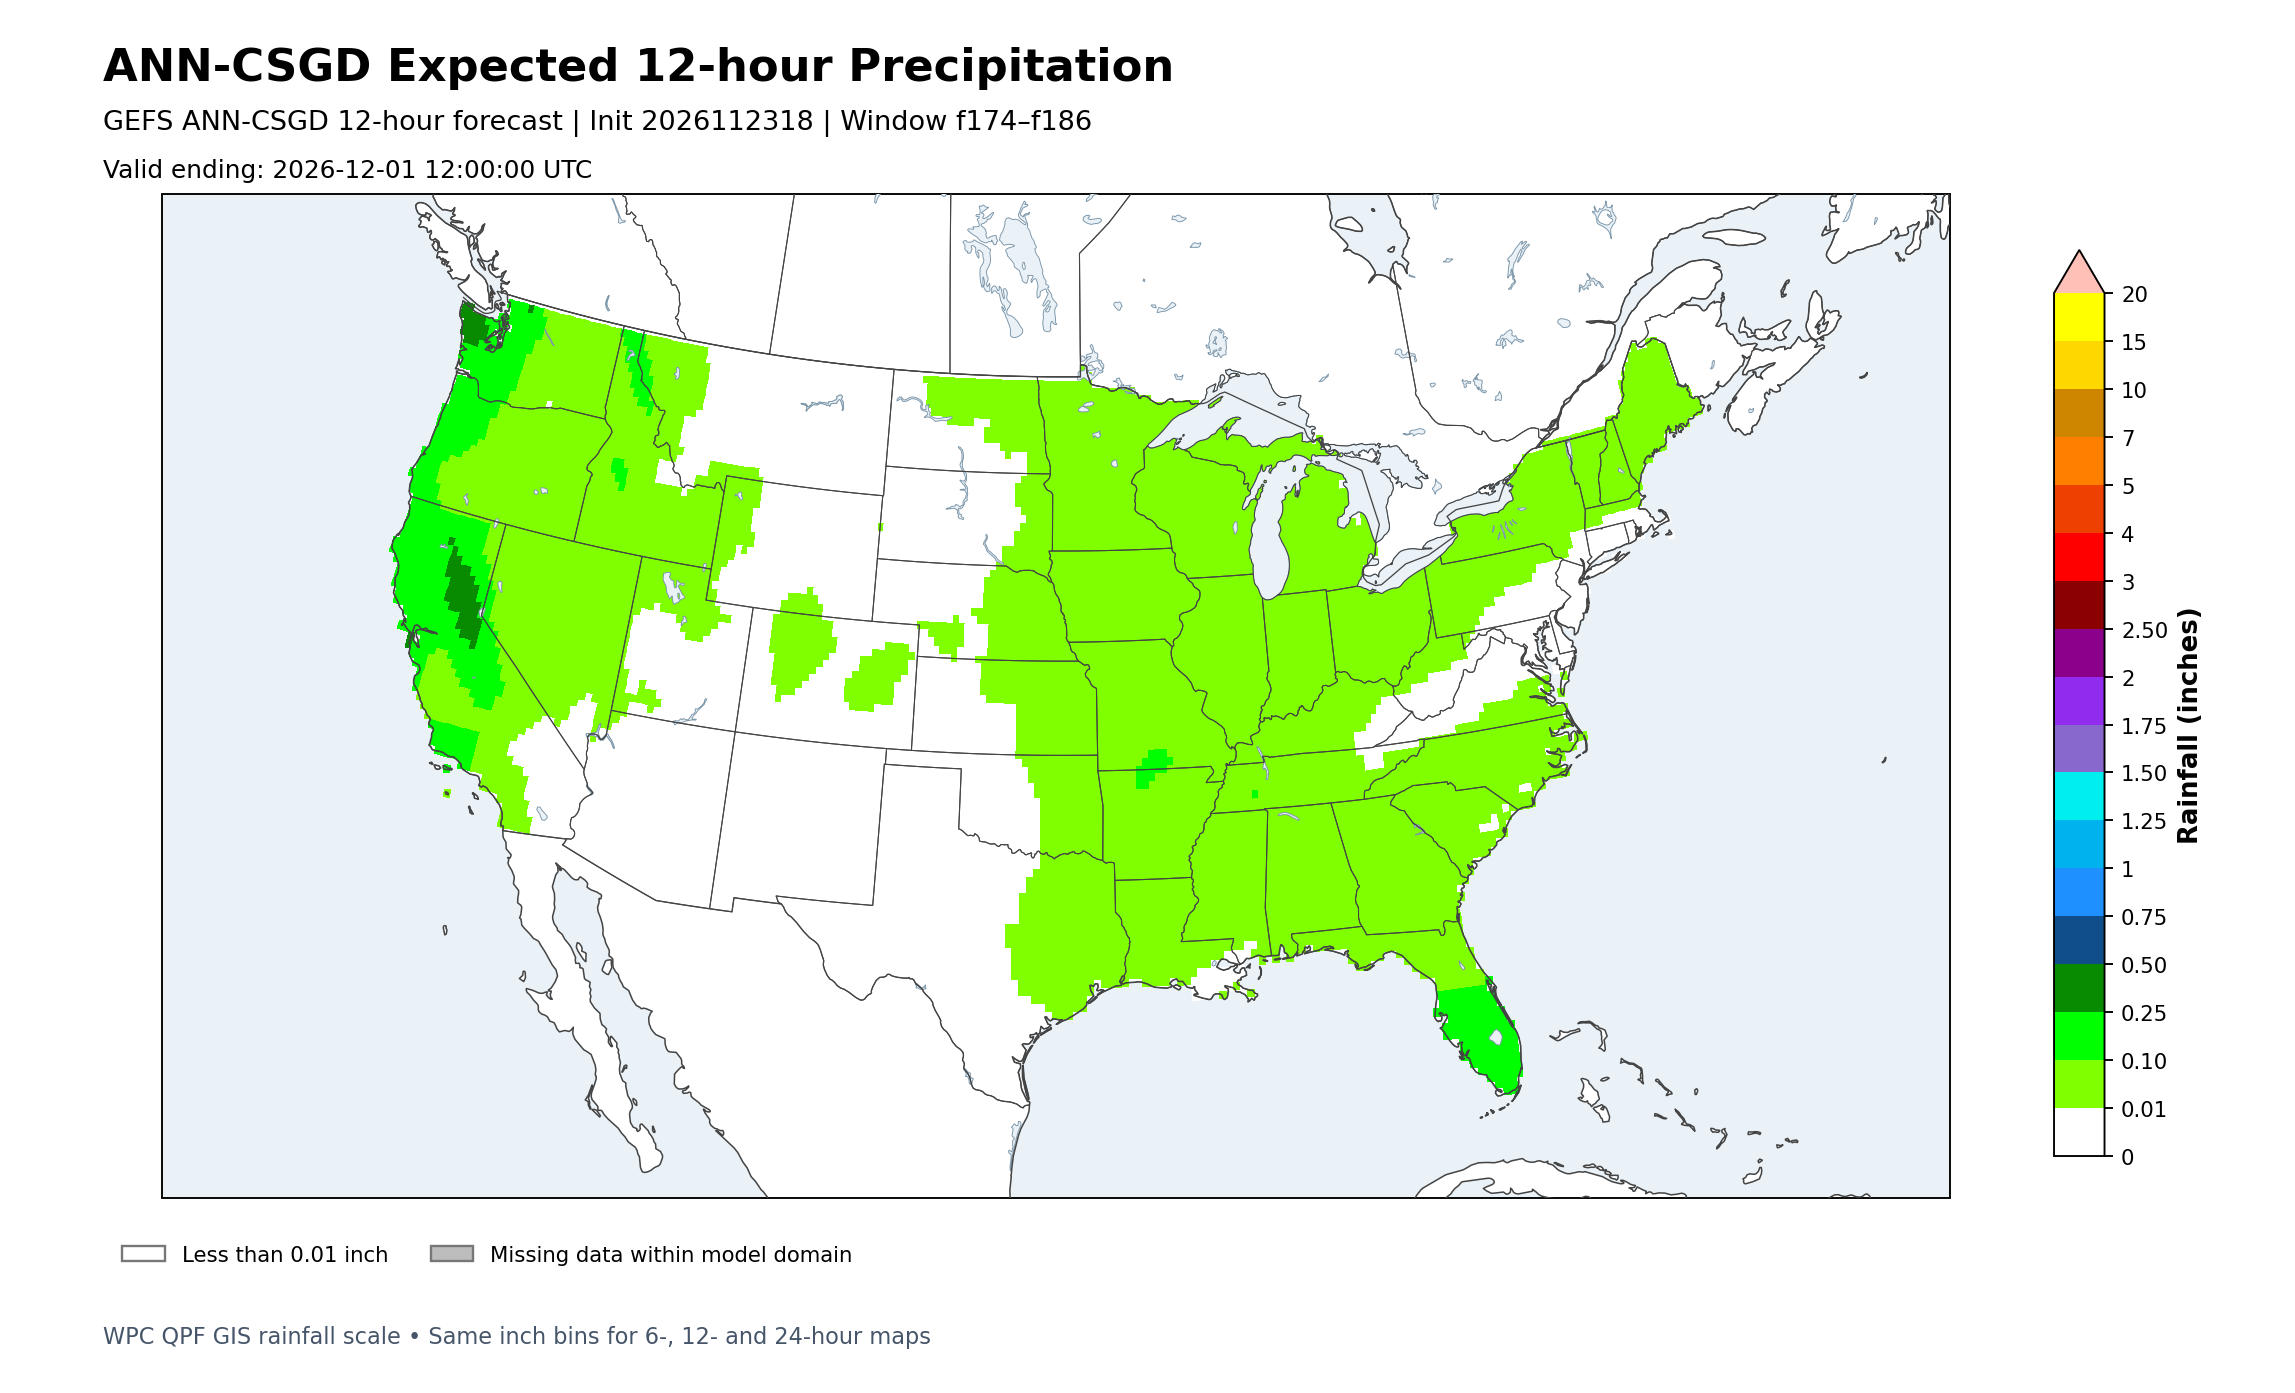 ANN-CSGD Expected 12-hour Precipitation
GEFS ANN-CSGD 12-hour forecast | Init 2026112318 | Window f174–f186
Valid ending: 2026-12-01 12:00:00 UTC
20
15
10
7
5
4
3
2.50
2
1.75
1.50
1.25
1
0.75
0.50
0.25
0.10
0.01
0
Rainfall (inches)
Less than 0.01 inch
Missing data within model domain
WPC QPF GIS rainfall scale • Same inch bins for 6-, 12- and 24-hour maps